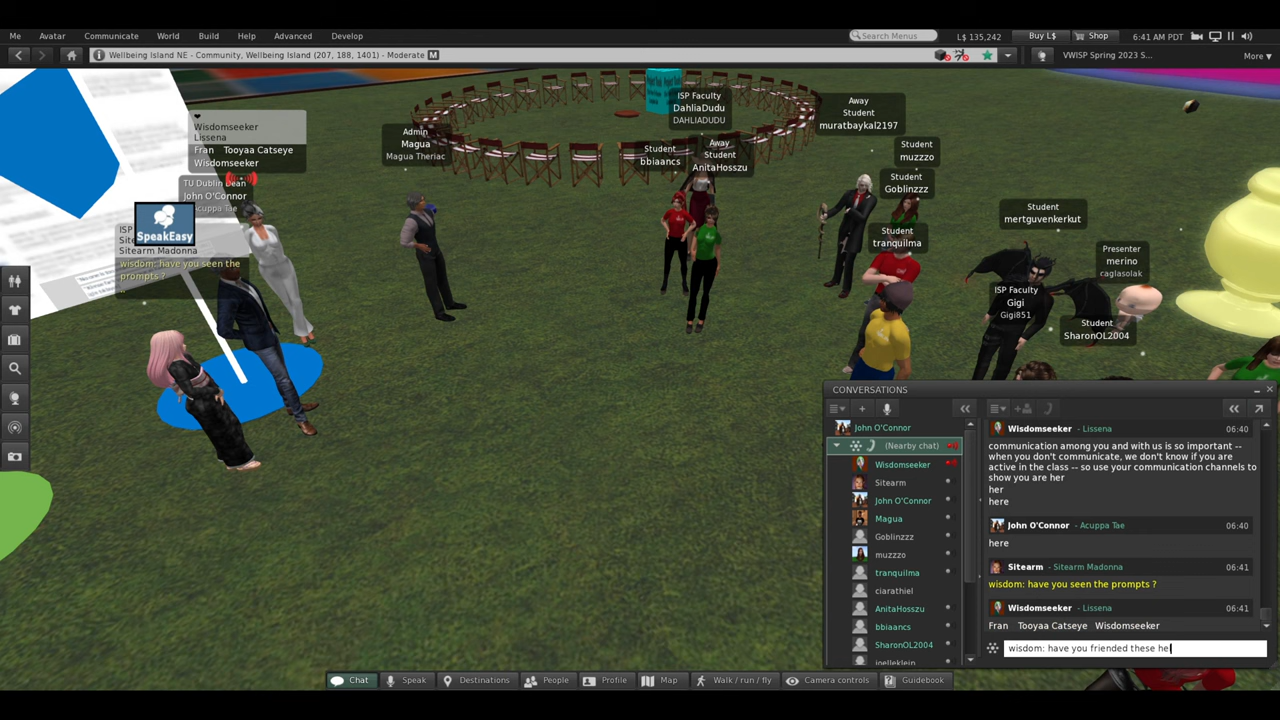 Me Avatar Communicate World Build Help Advanced Develop
Search Menus
L$ 135,242
Buy L$
Shop
6:41 AM PDT
Wellbeing Island NE - Community, Wellbeing Island (207, 188, 1401) - Moderate M
VWISP Spring 2023 S...
More ▼
Wisdomseeker
Lissena
Fran Tooyaa Catseye
Wisdomseeker
TU Dublin Dean
John O'Connor
Acuppa Tae
SpeakEasy
ISP
Sitearm Madonna
wisdom: have you seen the
prompts ?
Admin
Magua
Magua Theriac
ISP Faculty
DahliaDudu
DAHLIADUDU
Student
bbiaancs
Away
Student
AnitaHosszu
Away
Student
muratbaykal2197
Student
muzzzo
Student
Goblinzzz
Student
tranquilma
Student
mertguvenkerkut
Presenter
merino
caglasolak
ISP Faculty
Gigi
Gigi851
Student
SharonOL2004
CONVERSATIONS
John O'Connor
(Nearby chat)
Wisdomseeker
Sitearm
John O'Connor
Magua
Goblinzzz
muzzzo
tranquilma
ciarathiel
AnitaHosszu
bbiaancs
SharonOL2004
joelleklein
Wisdomseeker - Lissena 06:40
communication among you and with us is so important --
when you don't communicate, we don't know if you are
active in the class -- so use your communication channels to
show you are her
her
here
John O'Connor - Acuppa Tae 06:40
here
Sitearm - Sitearm Madonna 06:41
wisdom: have you seen the prompts ?
Wisdomseeker - Lissena 06:41
Fran Tooyaa Catseye Wisdomseeker
wisdom: have you friended these he
Chat Speak Destinations People Profile Map Walk / run / fly Camera controls Guidebook